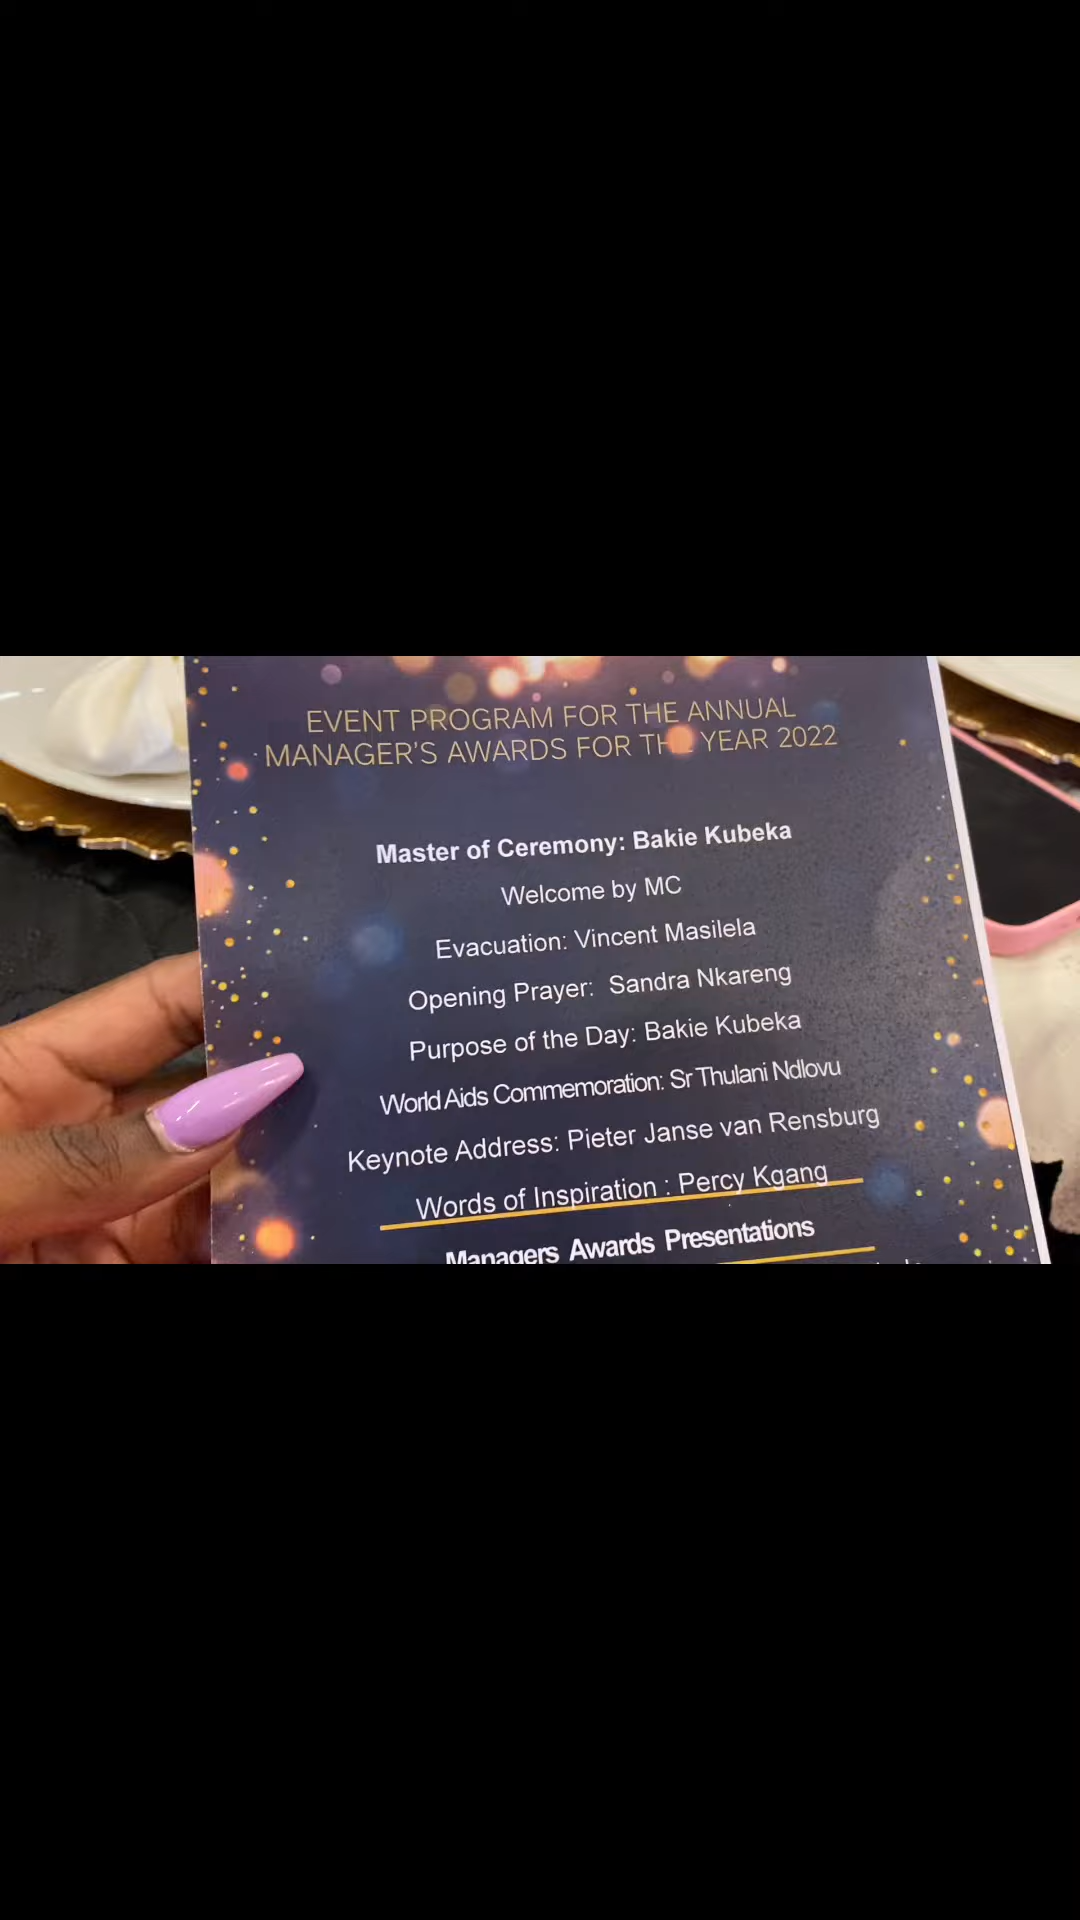 EVENT PROGRAM FOR THE ANNUAL
MANAGER'S AWARDS FOR THE YEAR 2022
Master of Ceremony: Bakie Kubeka
Welcome by MC
Evacuation: Vincent Masilela
Opening Prayer: Sandra Nkareng
Purpose of the Day: Bakie Kubeka
World Aids Commemoration: Sr Thulani Ndlovu
Keynote Address: Pieter Janse van Rensburg
Words of Inspiration : Percy Kgang
Managers Awards Presentations